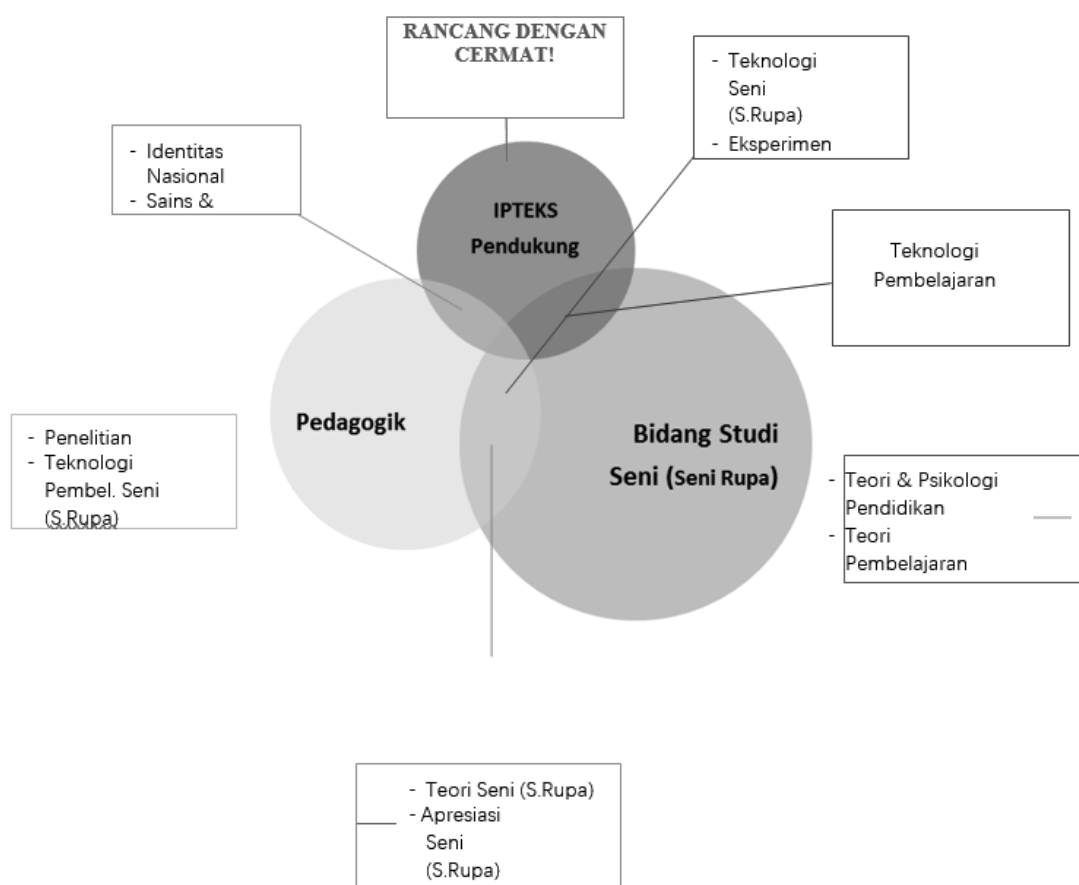 RANCANG DENGAN
CERMAT!
- Teknologi
Seni
(S.Rupa)
- Eksperimen
- Identitas
Nasional
- Sains &
IPTEKS
Pendukung
Teknologi
Pembelajaran
Pedagogik
Bidang Studi
Seni (Seni Rupa)
- Penelitian
- Teknologi
Pembel. Seni
(S.Rupa)
- Teori & Psikologi
Pendidikan
- Teori
Pembelajaran
- Teori Seni (S.Rupa)
- Apresiasi
Seni
(S.Rupa)